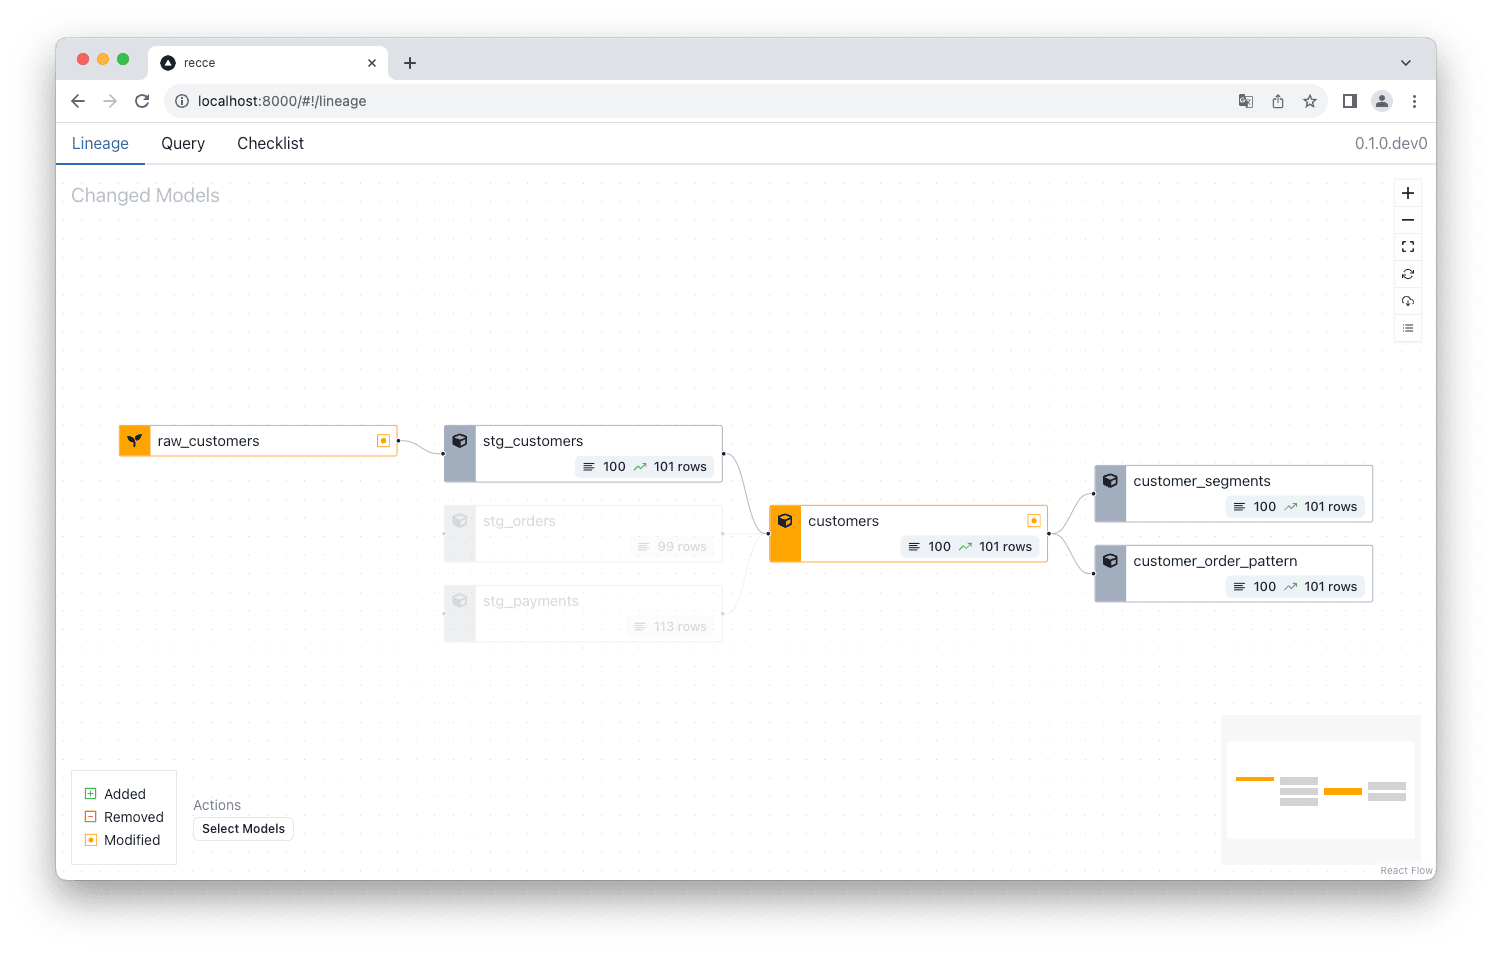 recce
localhost:8000/#!/lineage
Lineage Query Checklist 0.1.0.dev0
Changed Models
raw_customers
stg_customers
100 101 rows
stg_orders
99 rows
stg_payments
113 rows
customers
100 101 rows
customer_segments
100 101 rows
customer_order_pattern
100 101 rows
Added
Removed
Modified
Actions
Select Models
React Flow